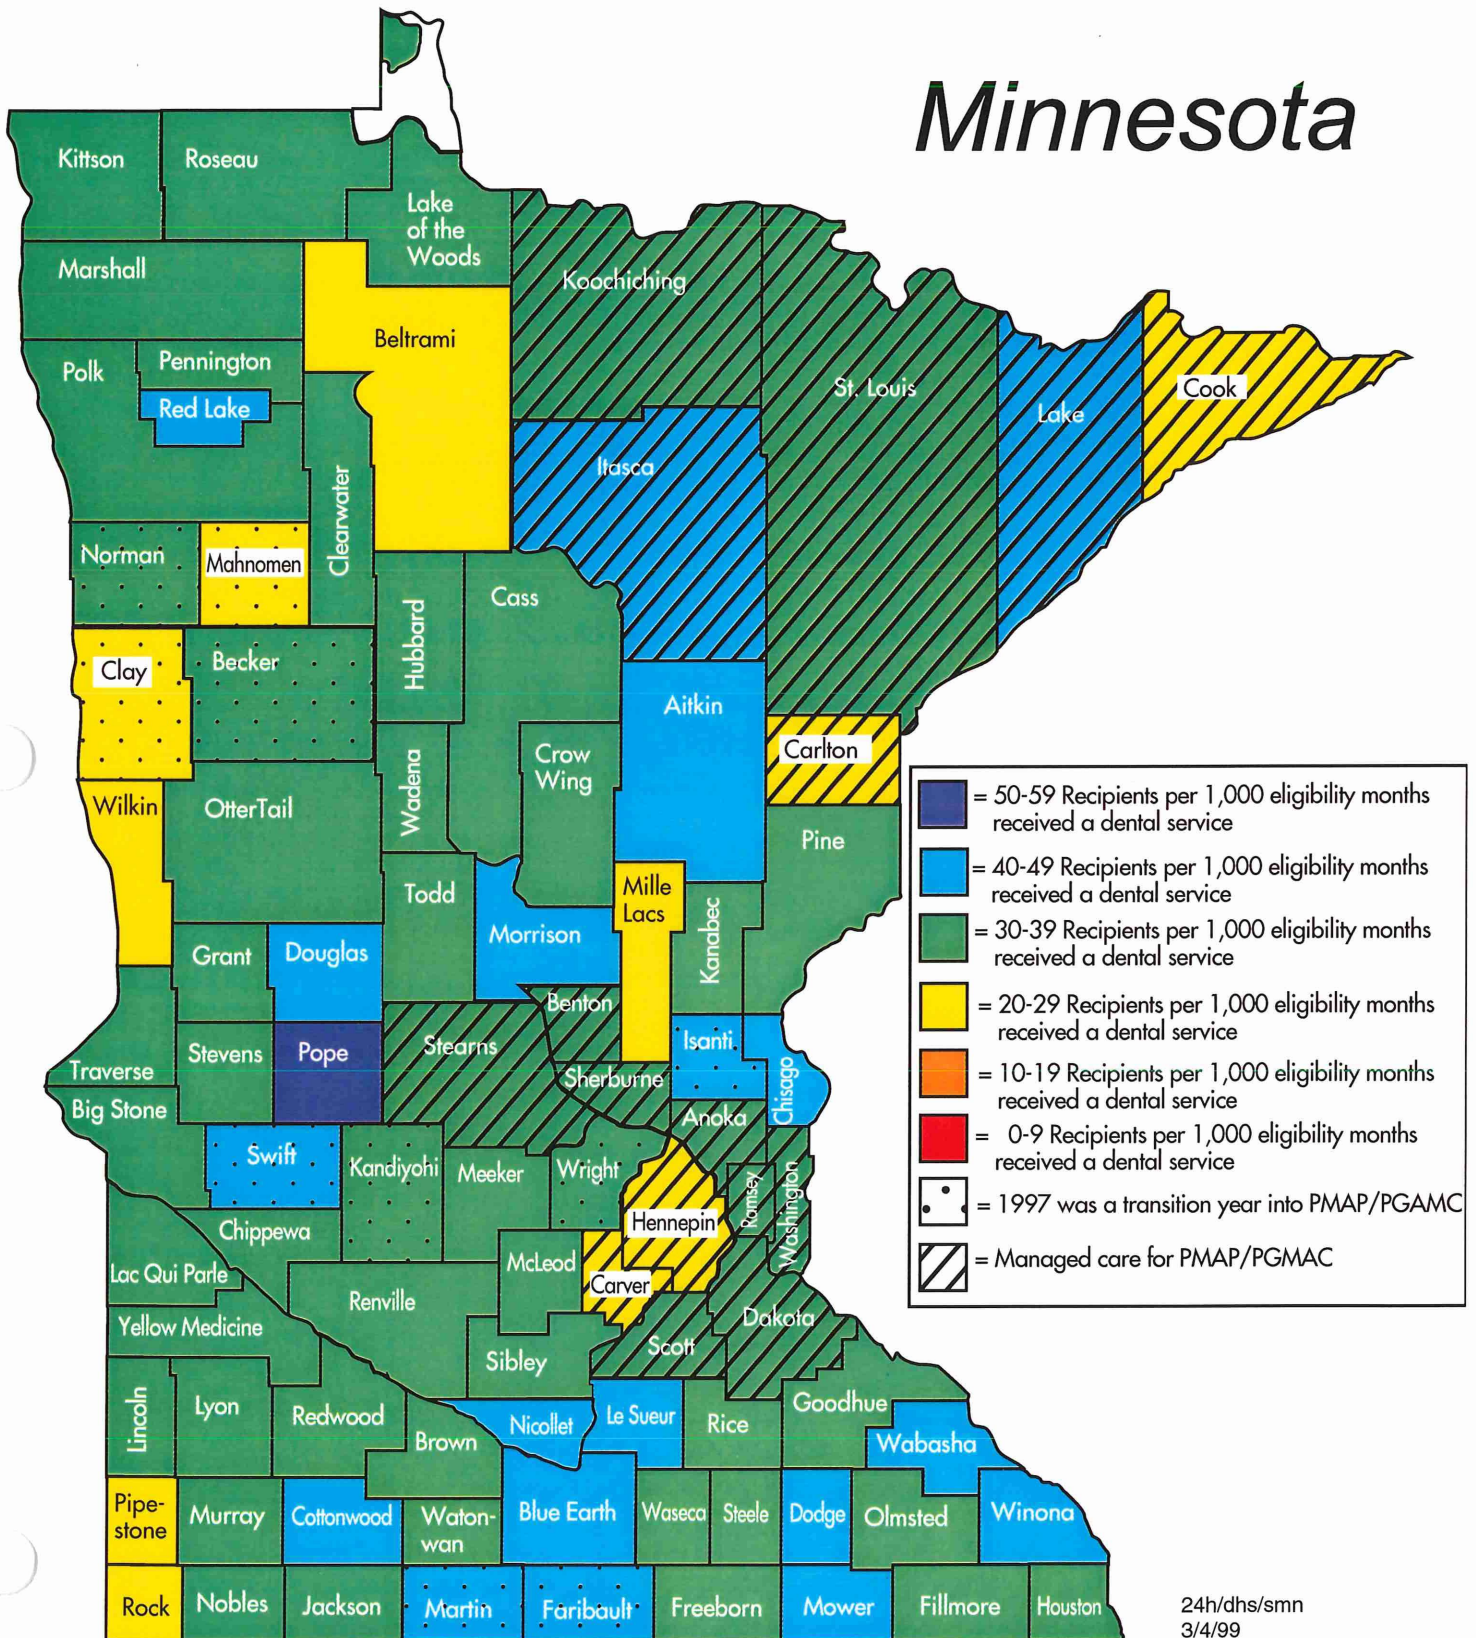 Minnesota
Kittson
Roseau
Lake
of the
Woods
Marshall
Koochiching
Beltrami
Polk
Pennington
Red Lake
St. Louis
Cook
Lake
Itasca
Clearwater
Norman
Mahnomen
Cass
Hubbard
Clay
Becker
Aitkin
Carlton
Crow
Wing
Wadena
Wilkin
OtterTail
Pine
Todd
Mille
Lacs
Kanabec
Morrison
Grant
Douglas
Benton
Isanti
Stearns
Stevens
Pope
Traverse
Sherburne
Chisago
Big Stone
Anoka
Swift
Kandiyohi
Meeker
Wright
Ramsey
Washington
Hennepin
Chippewa
McLeod
Lac Qui Parle
Carver
Renville
Yellow Medicine
Dakota
Scott
Sibley
Lincoln
Lyon
Redwood
Goodhue
Nicollet
Le Sueur
Rice
Brown
Wabasha
Pipe-
stone
Murray
Cottonwood
Waton-
wan
Blue Earth
Waseca
Steele
Dodge
Olmsted
Winona
Rock
Nobles
Jackson
Martin
Faribault
Freeborn
Mower
Fillmore
Houston
= 50-59 Recipients per 1,000 eligibility months
received a dental service
= 40-49 Recipients per 1,000 eligibility months
received a dental service
= 30-39 Recipients per 1,000 eligibility months
received a dental service
= 20-29 Recipients per 1,000 eligibility months
received a dental service
= 10-19 Recipients per 1,000 eligibility months
received a dental service
= 0-9 Recipients per 1,000 eligibility months
received a dental service
= 1997 was a transition year into PMAP/PGAMC
= Managed care for PMAP/PGMAC
24h/dhs/smn
3/4/99